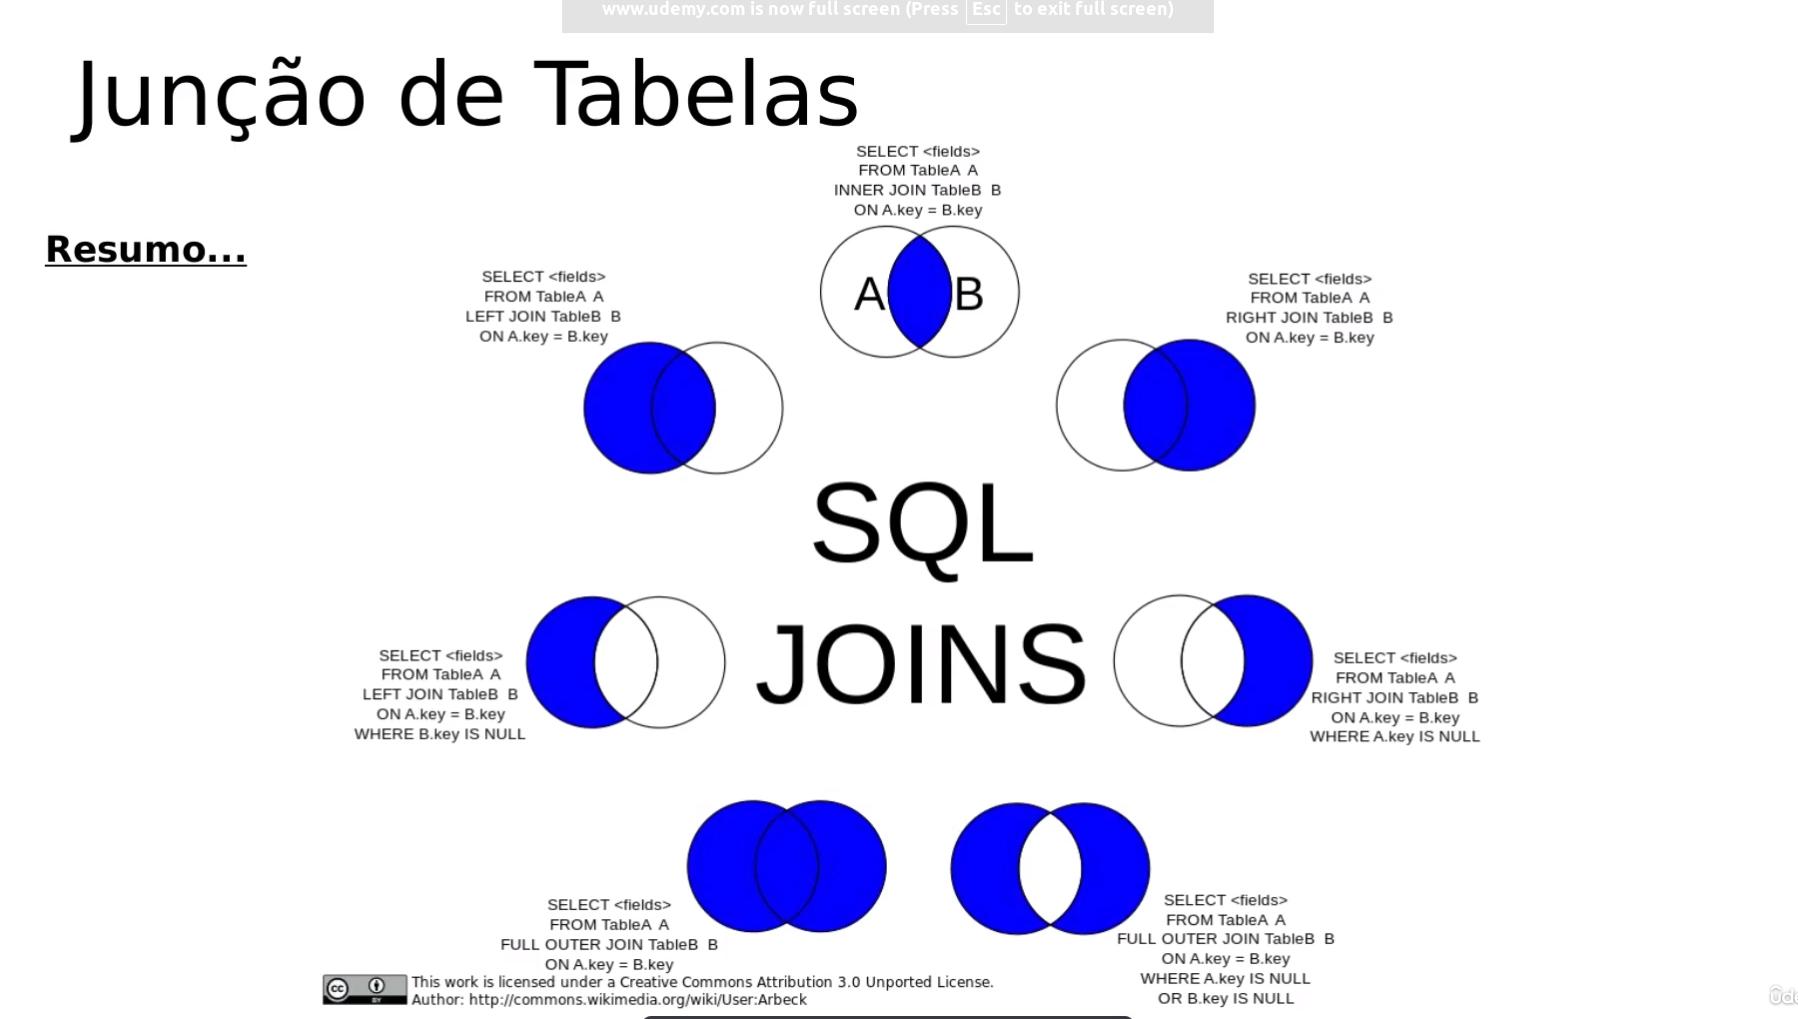 www.udemy.com is now full screen (Press Esc to exit full screen)
Junção de Tabelas
Resumo...
SELECT <fields>
FROM TableA A
INNER JOIN TableB B
ON A.key = B.key
A B
SELECT <fields>
FROM TableA A
LEFT JOIN TableB B
ON A.key = B.key
SELECT <fields>
FROM TableA A
RIGHT JOIN TableB B
ON A.key = B.key
SQL
JOINS
SELECT <fields>
FROM TableA A
LEFT JOIN TableB B
ON A.key = B.key
WHERE B.key IS NULL
SELECT <fields>
FROM TableA A
RIGHT JOIN TableB B
ON A.key = B.key
WHERE A.key IS NULL
SELECT <fields>
FROM TableA A
FULL OUTER JOIN TableB B
ON A.key = B.key
SELECT <fields>
FROM TableA A
FULL OUTER JOIN TableB B
ON A.key = B.key
WHERE A.key IS NULL
OR B.key IS NULL
cc BY
This work is licensed under a Creative Commons Attribution 3.0 Unported License.
Author: http://commons.wikimedia.org/wiki/User:Arbeck